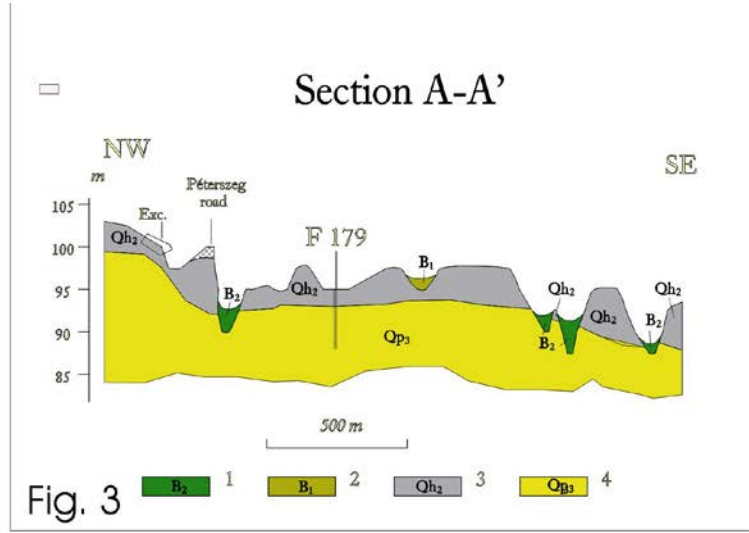 Section A-A'
NW
SE
m
Péterszeg
road
Exc.
F 179
105
100
95
90
85
Qh₂
B₂
Qh₂
B₁
Qh₂
Qh₂
B₂
Qh₂
B₂
Qp₃
500 m
B₂ 1 B₁ 2 Qh₂ 3 Qp₃ 4
Fig. 3